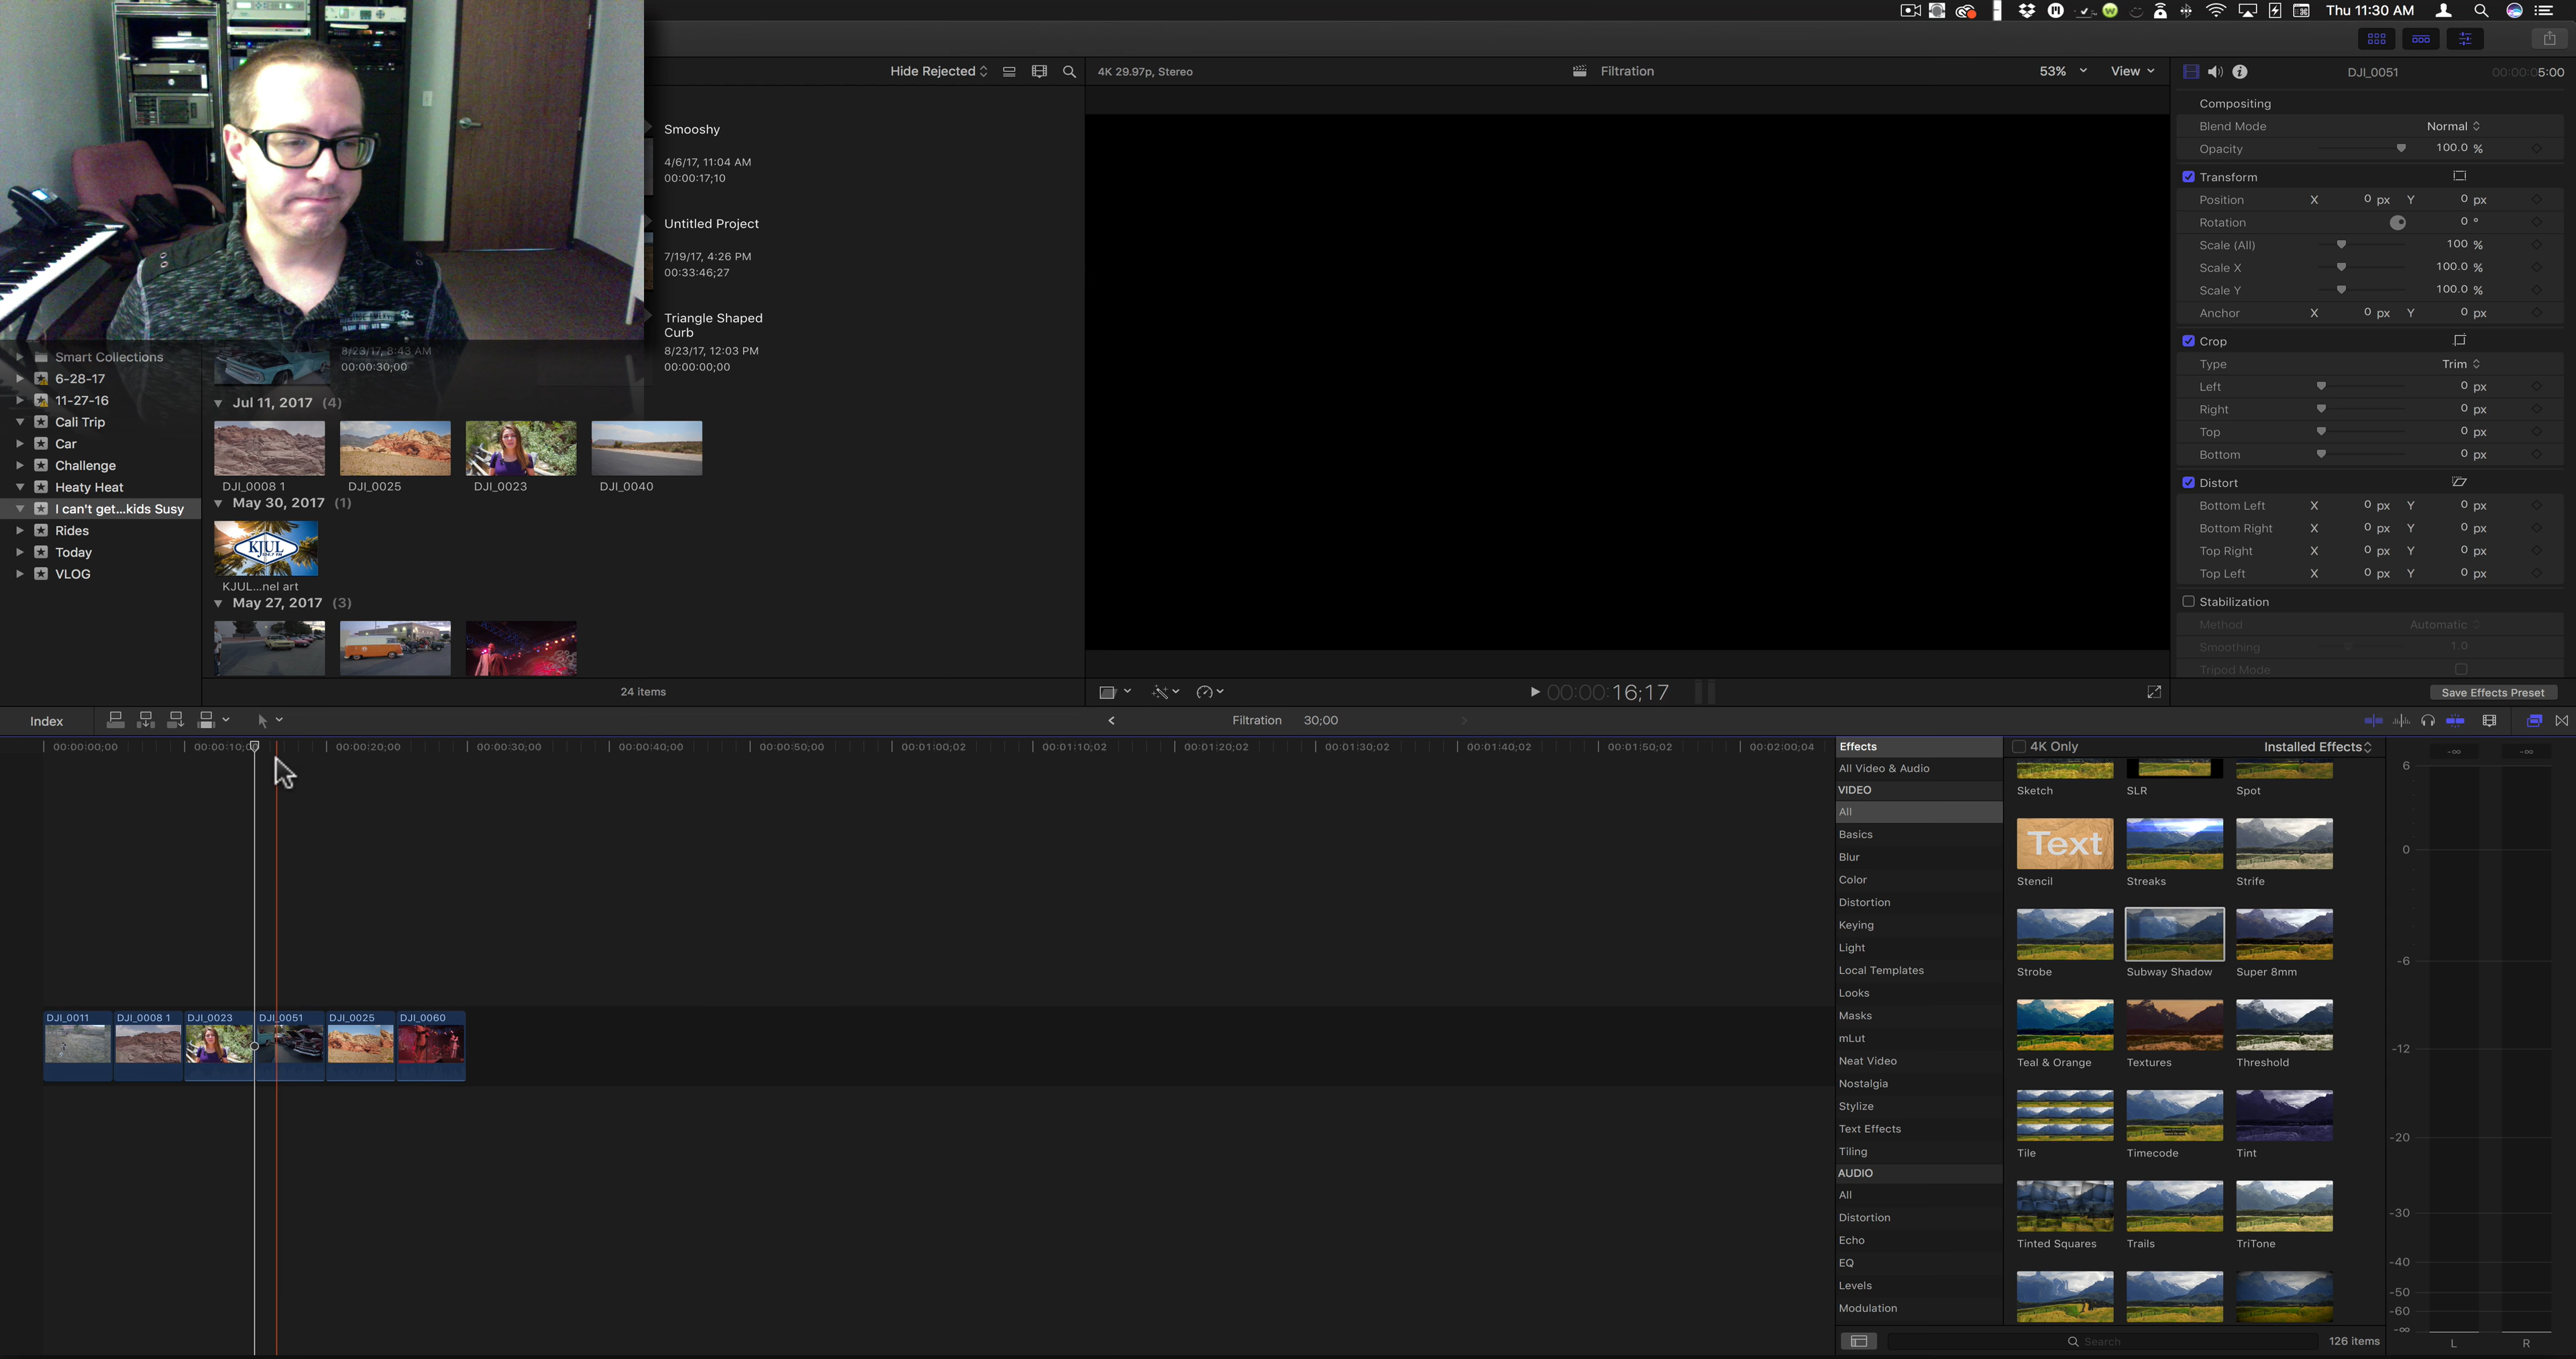 Thu 11:30 AM
Hide Rejected
4K 29.97p, Stereo
Filtration
53%
View
DJI_0051
00:00:05:00
Smooshy
4/6/17, 11:04 AM
00:00:17;10
Untitled Project
7/19/17, 4:26 PM
00:33:46;27
Triangle Shaped
Curb
8/23/17, 12:03 PM
00:00:00;00
8/23/17, 8:43 AM
00:00:30;00
Smart Collections
6-28-17
11-27-16
Cali Trip
Car
Challenge
Heaty Heat
I can't get...kids Susy
Rides
Today
VLOG
Jul 11, 2017 (4)
DJI_0008 1
DJI_0025
DJI_0023
DJI_0040
May 30, 2017 (1)
KJUL
KJUL...nel art
May 27, 2017 (3)
24 items
00:00:16;17
Compositing
Blend Mode Normal
Opacity 100.0 %
Transform
Position X 0 px Y 0 px
Rotation 0 °
Scale (All) 100 %
Scale X 100.0 %
Scale Y 100.0 %
Anchor X 0 px Y 0 px
Crop
Type Trim
Left 0 px
Right 0 px
Top 0 px
Bottom 0 px
Distort
Bottom Left X 0 px Y 0 px
Bottom Right X 0 px Y 0 px
Top Right X 0 px Y 0 px
Top Left X 0 px Y 0 px
Stabilization
Method Automatic
Smoothing 1.0
Tripod Mode
Save Effects Preset
Index
Filtration 30;00
00:00:00;00
00:00:10;00
00:00:20;00
00:00:30;00
00:00:40;00
00:00:50;00
00:01:00;02
00:01:10;02
00:01:20;02
00:01:30;02
00:01:40;02
00:01:50;02
00:02:00;04
DJI_0011
DJI_0008 1
DJI_0023
DJI_0051
DJI_0025
DJI_0060
Effects
All Video & Audio
VIDEO
All
Basics
Blur
Color
Distortion
Keying
Light
Local Templates
Looks
Masks
mLut
Neat Video
Nostalgia
Stylize
Text Effects
Tiling
AUDIO
All
Distortion
Echo
EQ
Levels
Modulation
4K Only
Installed Effects
Sketch
SLR
Spot
Text
Stencil
Streaks
Strife
Strobe
Subway Shadow
Super 8mm
Teal & Orange
Textures
Threshold
Tile
Timecode
Tint
Tinted Squares
Trails
TriTone
Search
126 items
-∞ -∞
6
0
-6
-12
-20
-30
-40
-50
-60
-∞
L R